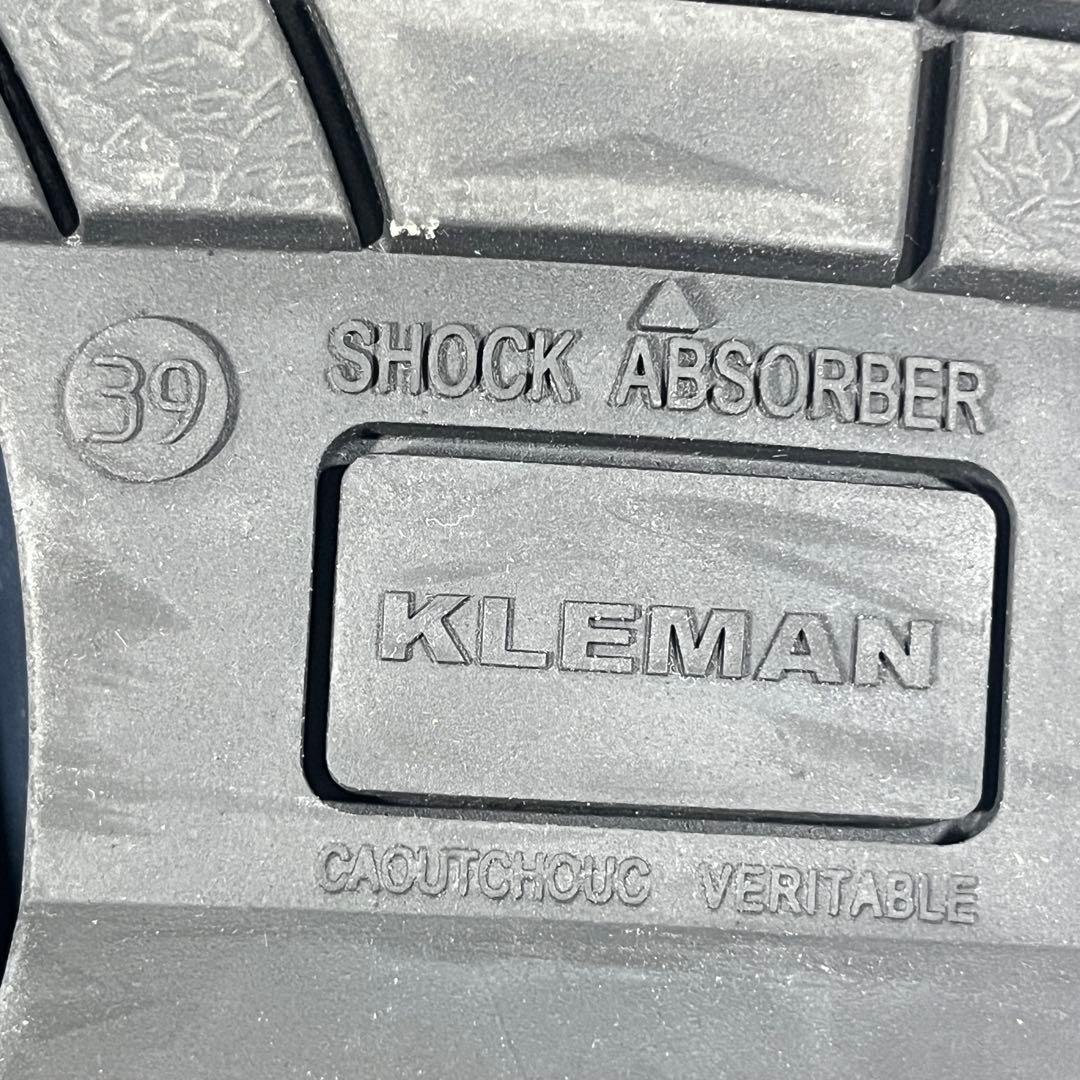 39
SHOCK ABSORBER
KLEMAN
CAOUTCHOUC VERITABLE